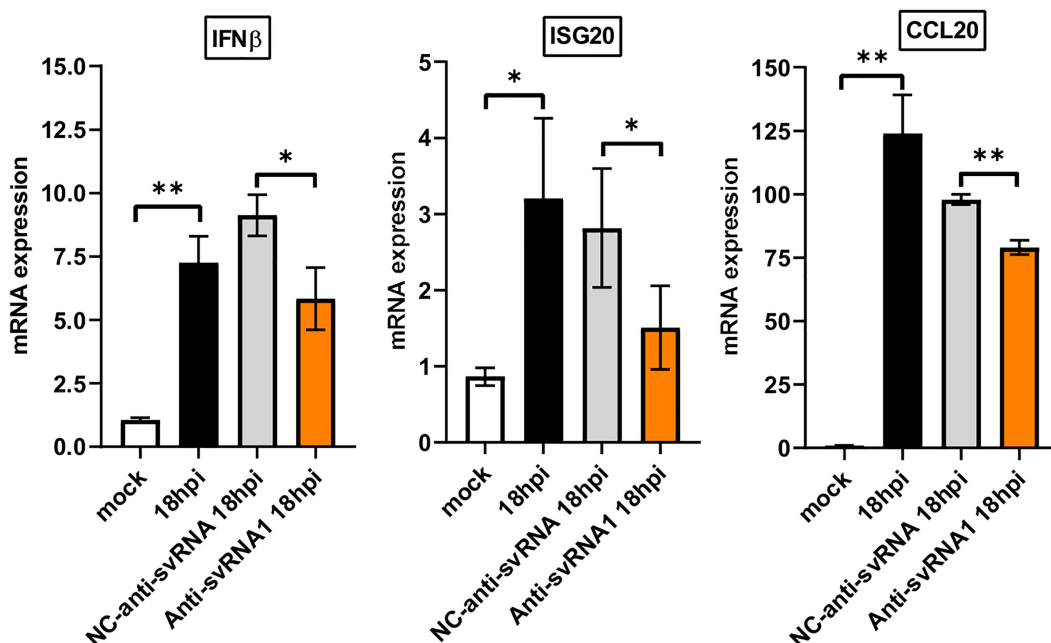 IFNβ
mRNA expression
15.0
12.5
10.0
7.5
5.0
2.5
0.0
**
*
mock
18hpi
NC-anti-svRNA 18hpi
Anti-svRNA1 18hpi
ISG20
mRNA expression
5
4
3
2
1
0
*
*
mock
18hpi
NC-anti-svRNA 18hpi
Anti-svRNA1 18hpi
CCL20
mRNA expression
150
125
100
75
50
25
0
**
**
mock
18hpi
NC-anti-svRNA 18hpi
Anti-svRNA1 18hpi